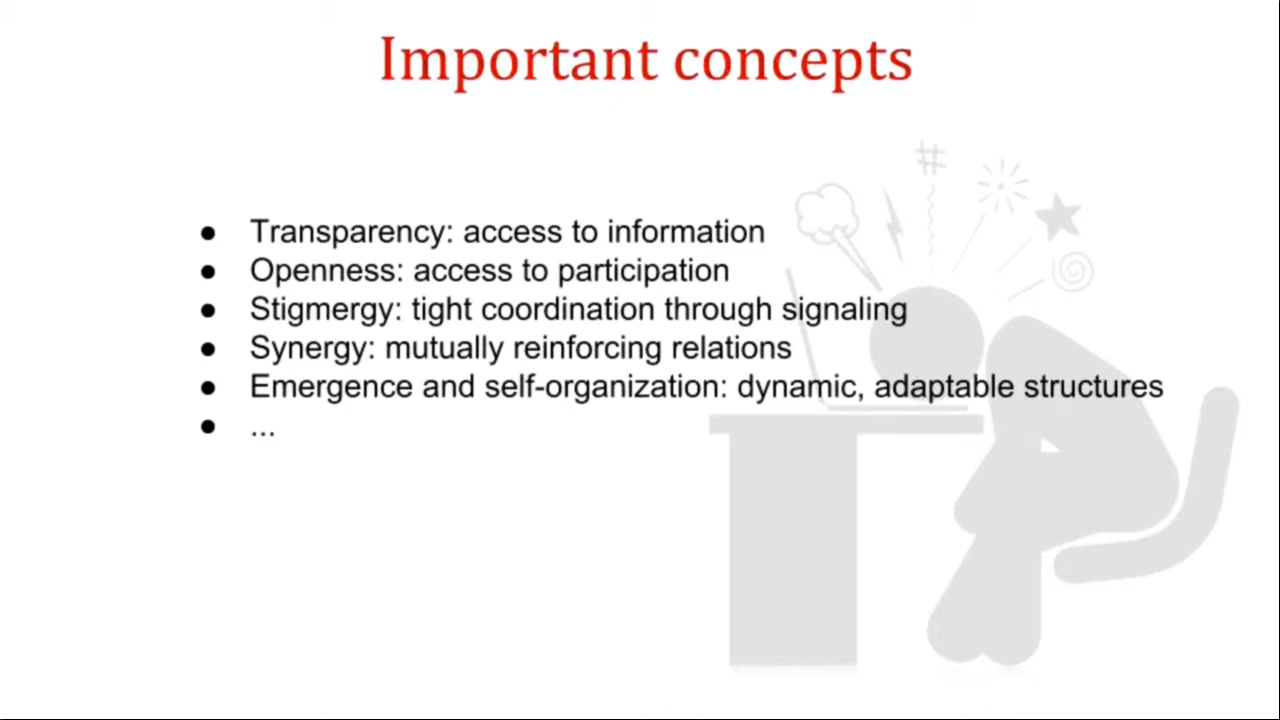 Important concepts
● Transparency: access to information
● Openness: access to participation
● Stigmergy: tight coordination through signaling
● Synergy: mutually reinforcing relations
● Emergence and self-organization: dynamic, adaptable structures
● ...
#